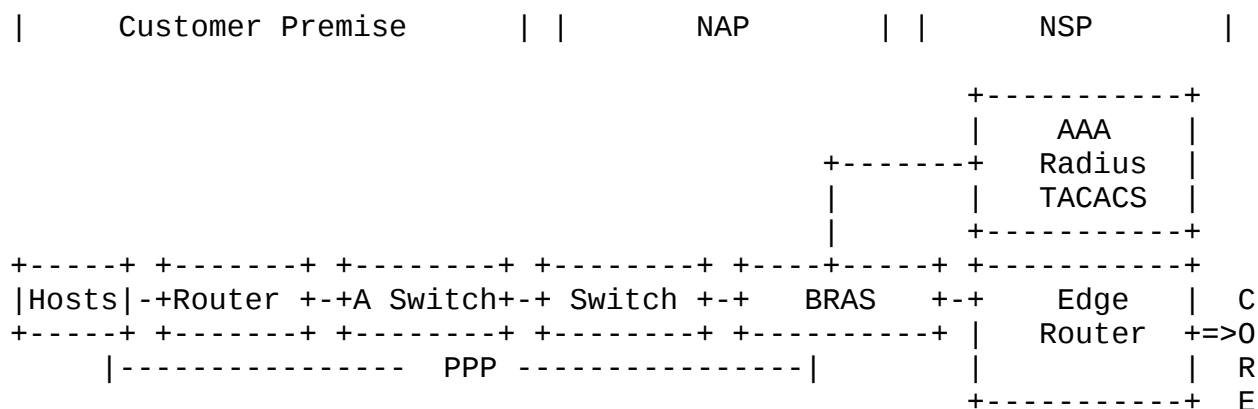 |      Customer Premise       | |        NAP         | |       NSP        |

                                                       +-----------+
                                                       |    AAA    |
                                               +-------+   Radius  |
                                               |       |   TACACS  |
                                               |       +-----------+
+-----+ +-------+ +--------+ +--------+ +----+-----+ +-----------+
|Hosts|-+Router +-+A Switch+-+ Switch +-+   BRAS   +-+    Edge   |  C
+-----+ +-------+ +--------+ +--------+ +----------+ |   Router  +=>O
     |---------------- PPP ----------------|         |           |  R
                                                     +-----------+  E